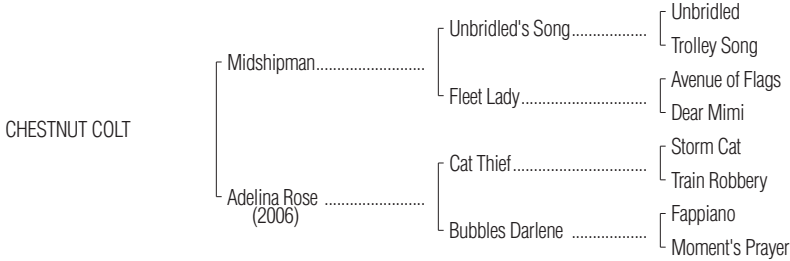 Unbridled
Unbridled's Song
Trolley Song
Midshipman
Avenue of Flags
Fleet Lady
Dear Mimi
CHESTNUT COLT
Storm Cat
Cat Thief
Train Robbery
Adelina Rose
(2006)
Fappiano
Bubbles Darlene
Moment's Prayer